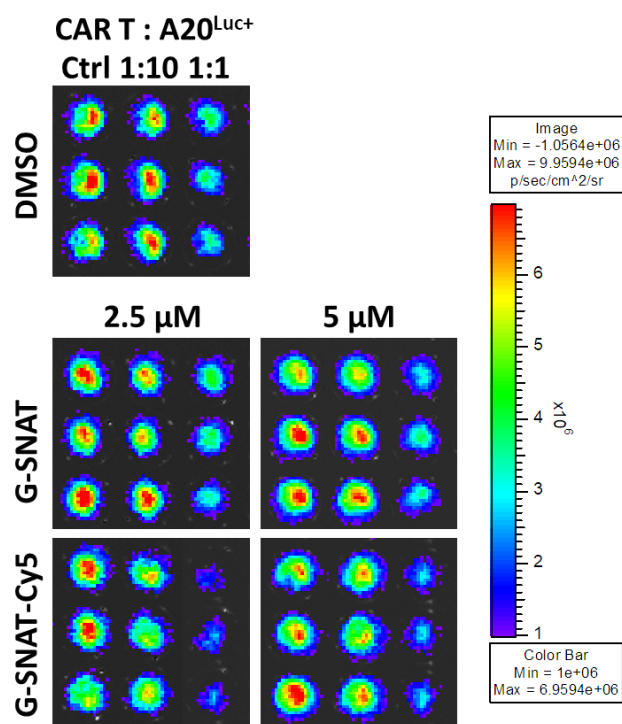 CAR T : A20Luc+
Ctrl 1:10 1:1
DMSO
Image
Min = -1.0564e+06
Max = 9.9594e+06
p/sec/cm^2/sr
2.5 μM
5 μM
G-SNAT
G-SNAT-Cy5
6
5
4
3
2
1
x10^6
Color Bar
Min = 1e+06
Max = 6.9594e+06